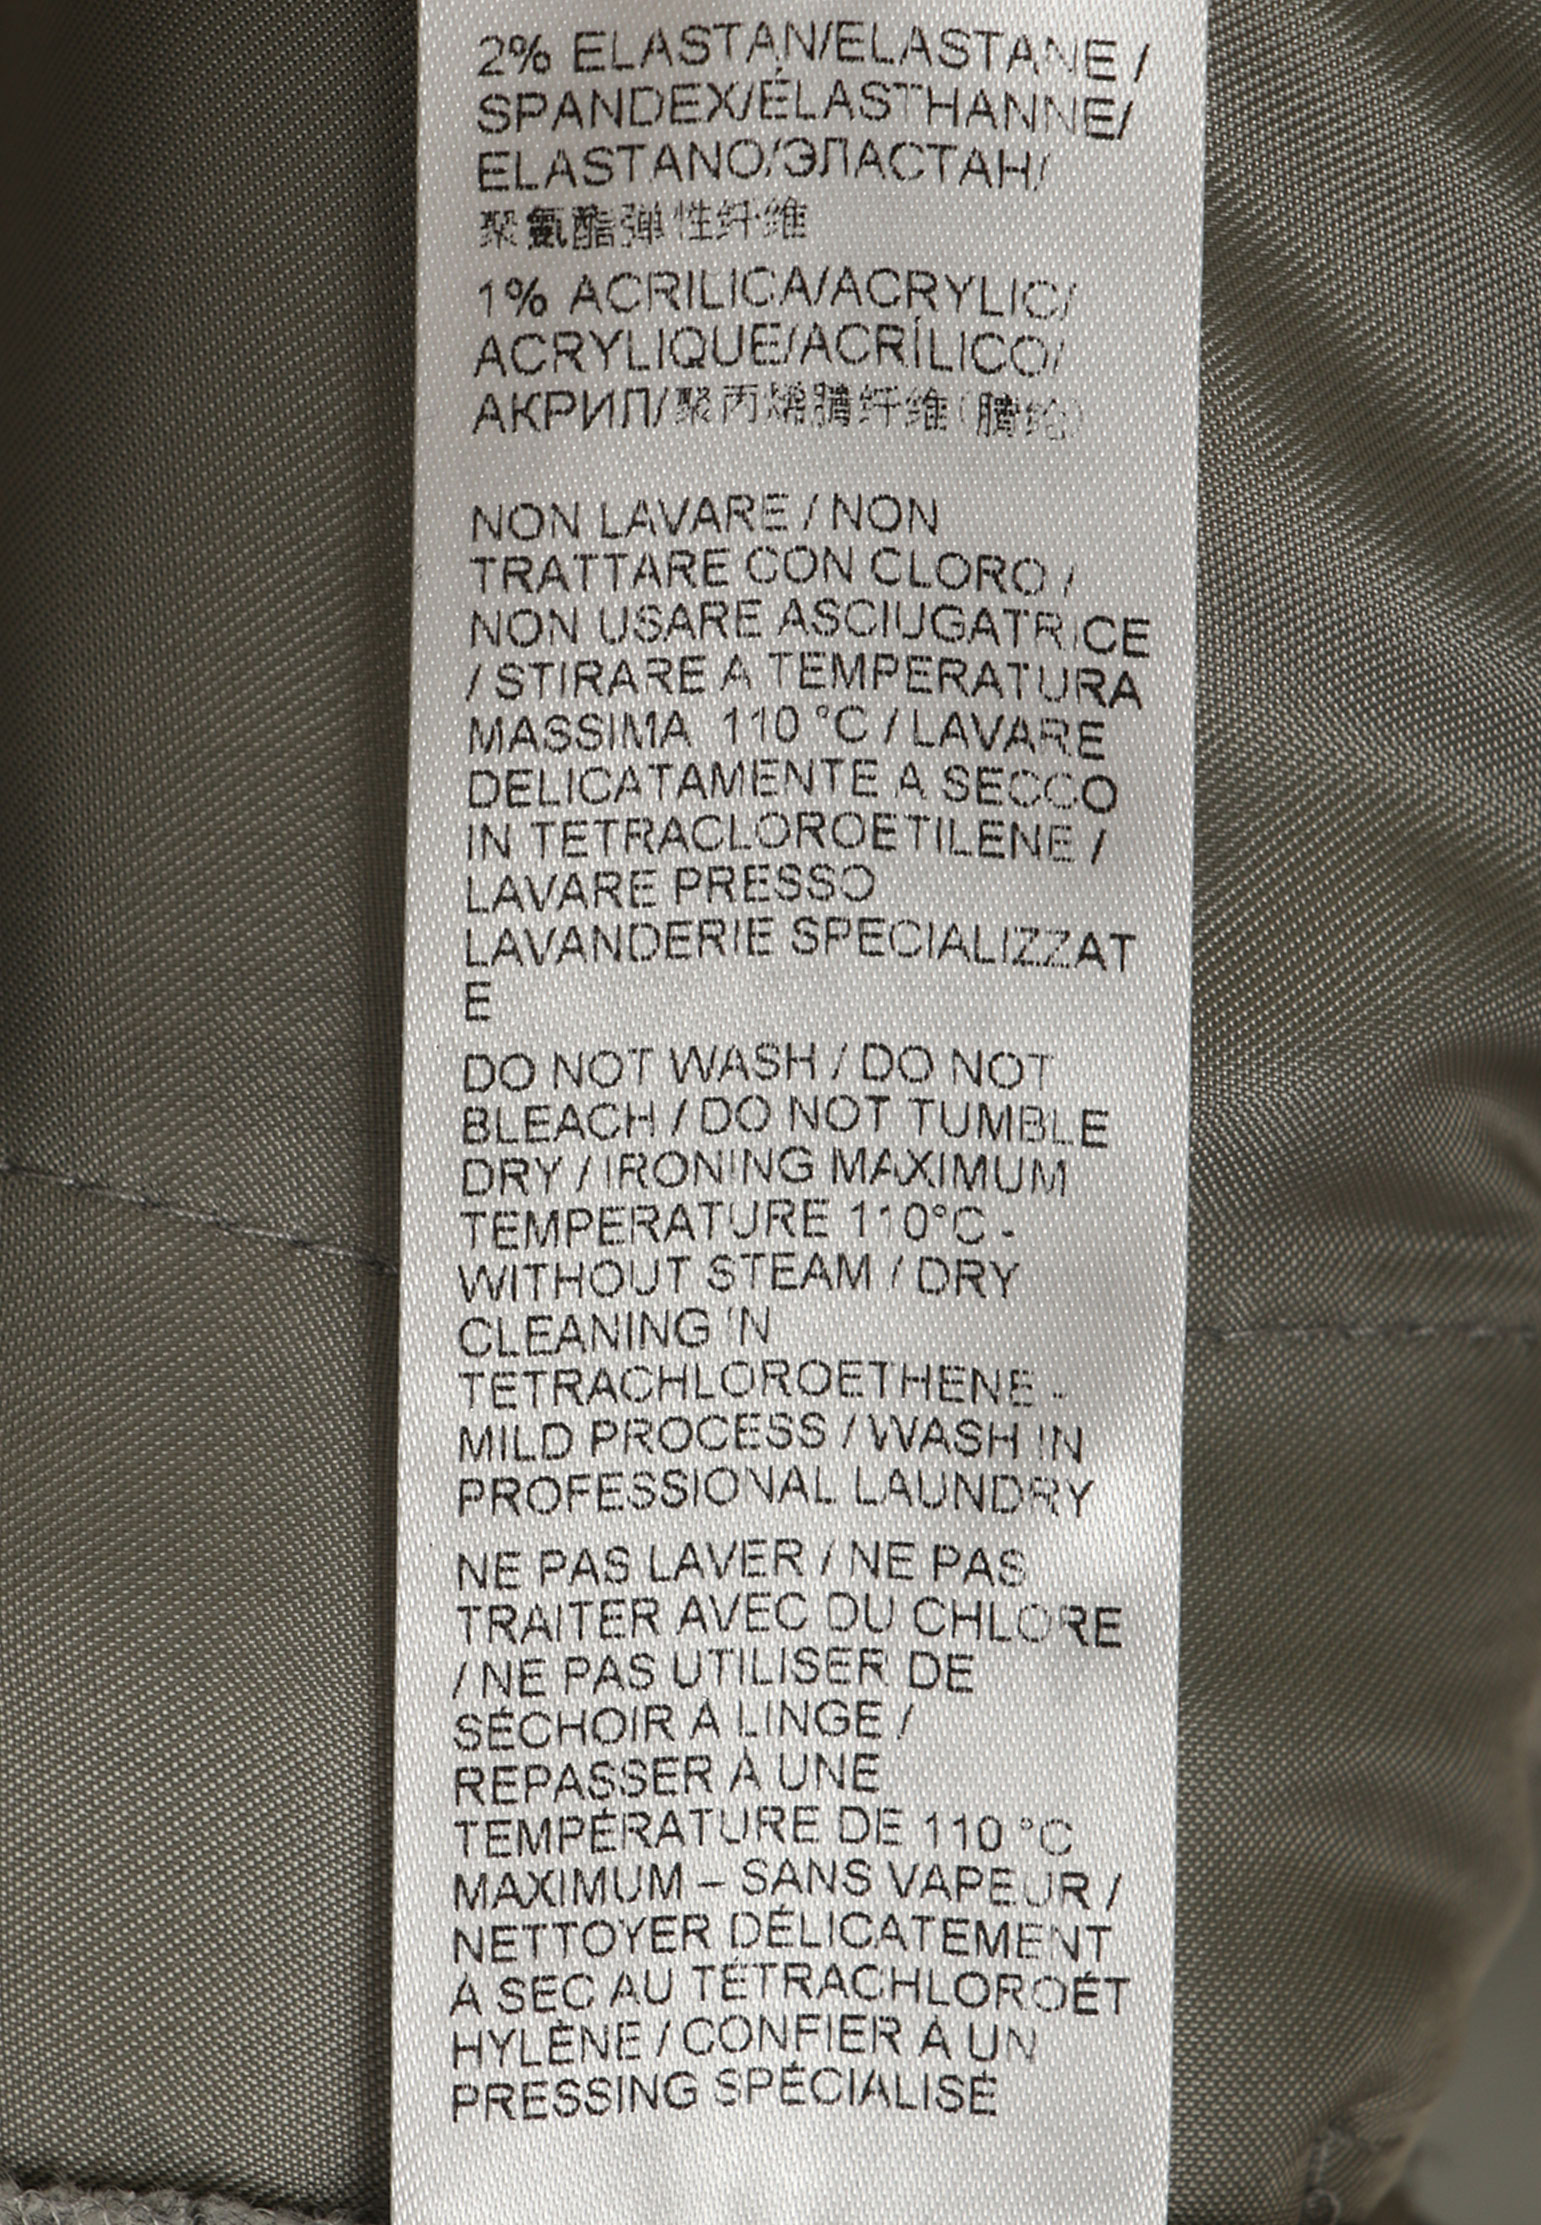 2% ELASTAN/ELASTANE /
SPANDEX/ÉLASTHANNE/
ELASTANO/ЭЛАСТАН/
聚氨酯弹性纤维
1% ACRILICA/ACRYLIC/
ACRYLIQUE/ACRÍLICO/
АКРИЛ/聚丙烯腈纤维(腈纶)
NON LAVARE / NON
TRATTARE CON CLORO /
NON USARE ASCIUGATRICE
/ STIRARE A TEMPERATURA
MASSIMA 110 °C / LAVARE
DELICATAMENTE A SECCO
IN TETRACLOROETILENE /
LAVARE PRESSO
LAVANDERIE SPECIALIZZAT
E
DO NOT WASH / DO NOT
BLEACH / DO NOT TUMBLE
DRY / IRONING MAXIMUM
TEMPERATURE 110°C -
WITHOUT STEAM / DRY
CLEANING IN
TETRACHLOROETHENE -
MILD PROCESS / WASH IN
PROFESSIONAL LAUNDRY
NE PAS LAVER / NE PAS
TRAITER AVEC DU CHLORE
/ NE PAS UTILISER DE
SÉCHOIR À LINGE /
REPASSER À UNE
TEMPÉRATURE DE 110 °C
MAXIMUM – SANS VAPEUR /
NETTOYER DÉLICATEMENT
À SEC AU TÉTRACHLOROÉT
HYLÈNE / CONFIER À UN
PRESSING SPÉCIALISÉ